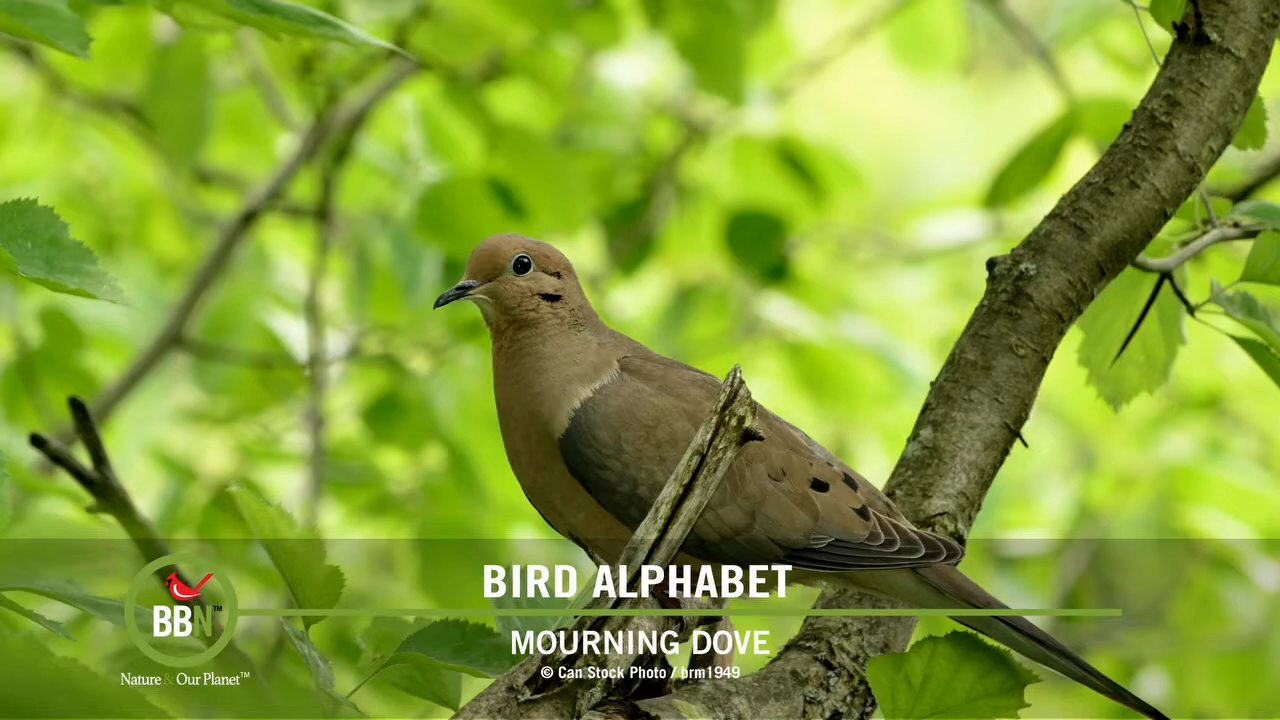 BIRD ALPHABET
BBN™
MOURNING DOVE
© Can Stock Photo / brm1949
Nature & Our Planet™